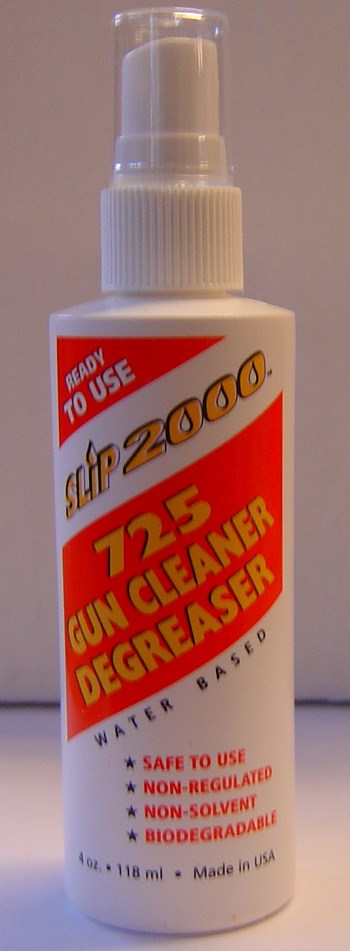 READY
TO USE
SLiP 2000™
725
GUN CLEANER
DEGREASER
WATER BASED
★ SAFE TO USE
★ NON-REGULATED
★ NON-SOLVENT
★ BIODEGRADABLE
4 oz. • 118 ml • Made in USA